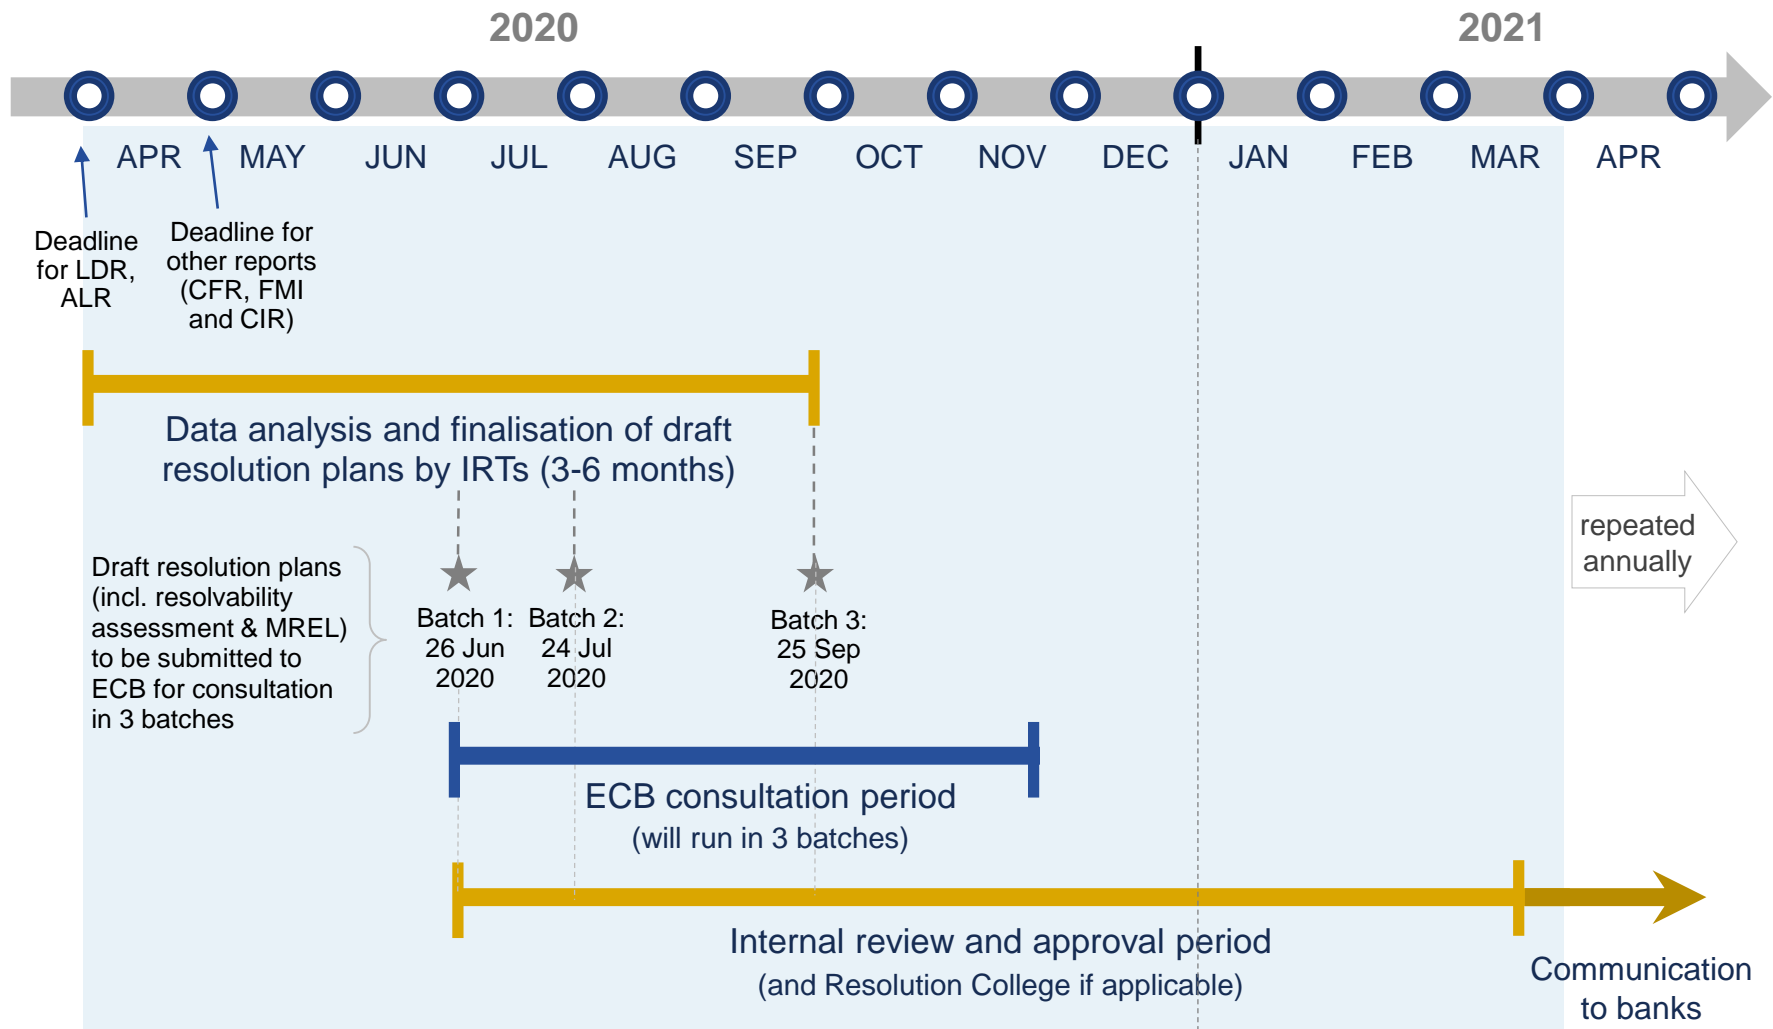 2020
2021
APR
MAY
JUN
JUL
AUG
SEP
OCT
NOV
DEC
JAN
FEB
MAR
APR
Deadline
for LDR,
ALR
Deadline for
other reports
(CFR, FMI
and CIR)
Data analysis and finalisation of draft
resolution plans by IRTs (3-6 months)
repeated
annually
Draft resolution plans
(incl. resolvability
assessment & MREL)
to be submitted to
ECB for consultation
in 3 batches
Batch 1:
26 Jun
2020
Batch 2:
24 Jul
2020
Batch 3:
25 Sep
2020
ECB consultation period
(will run in 3 batches)
Internal review and approval period
(and Resolution College if applicable)
Communication
to banks